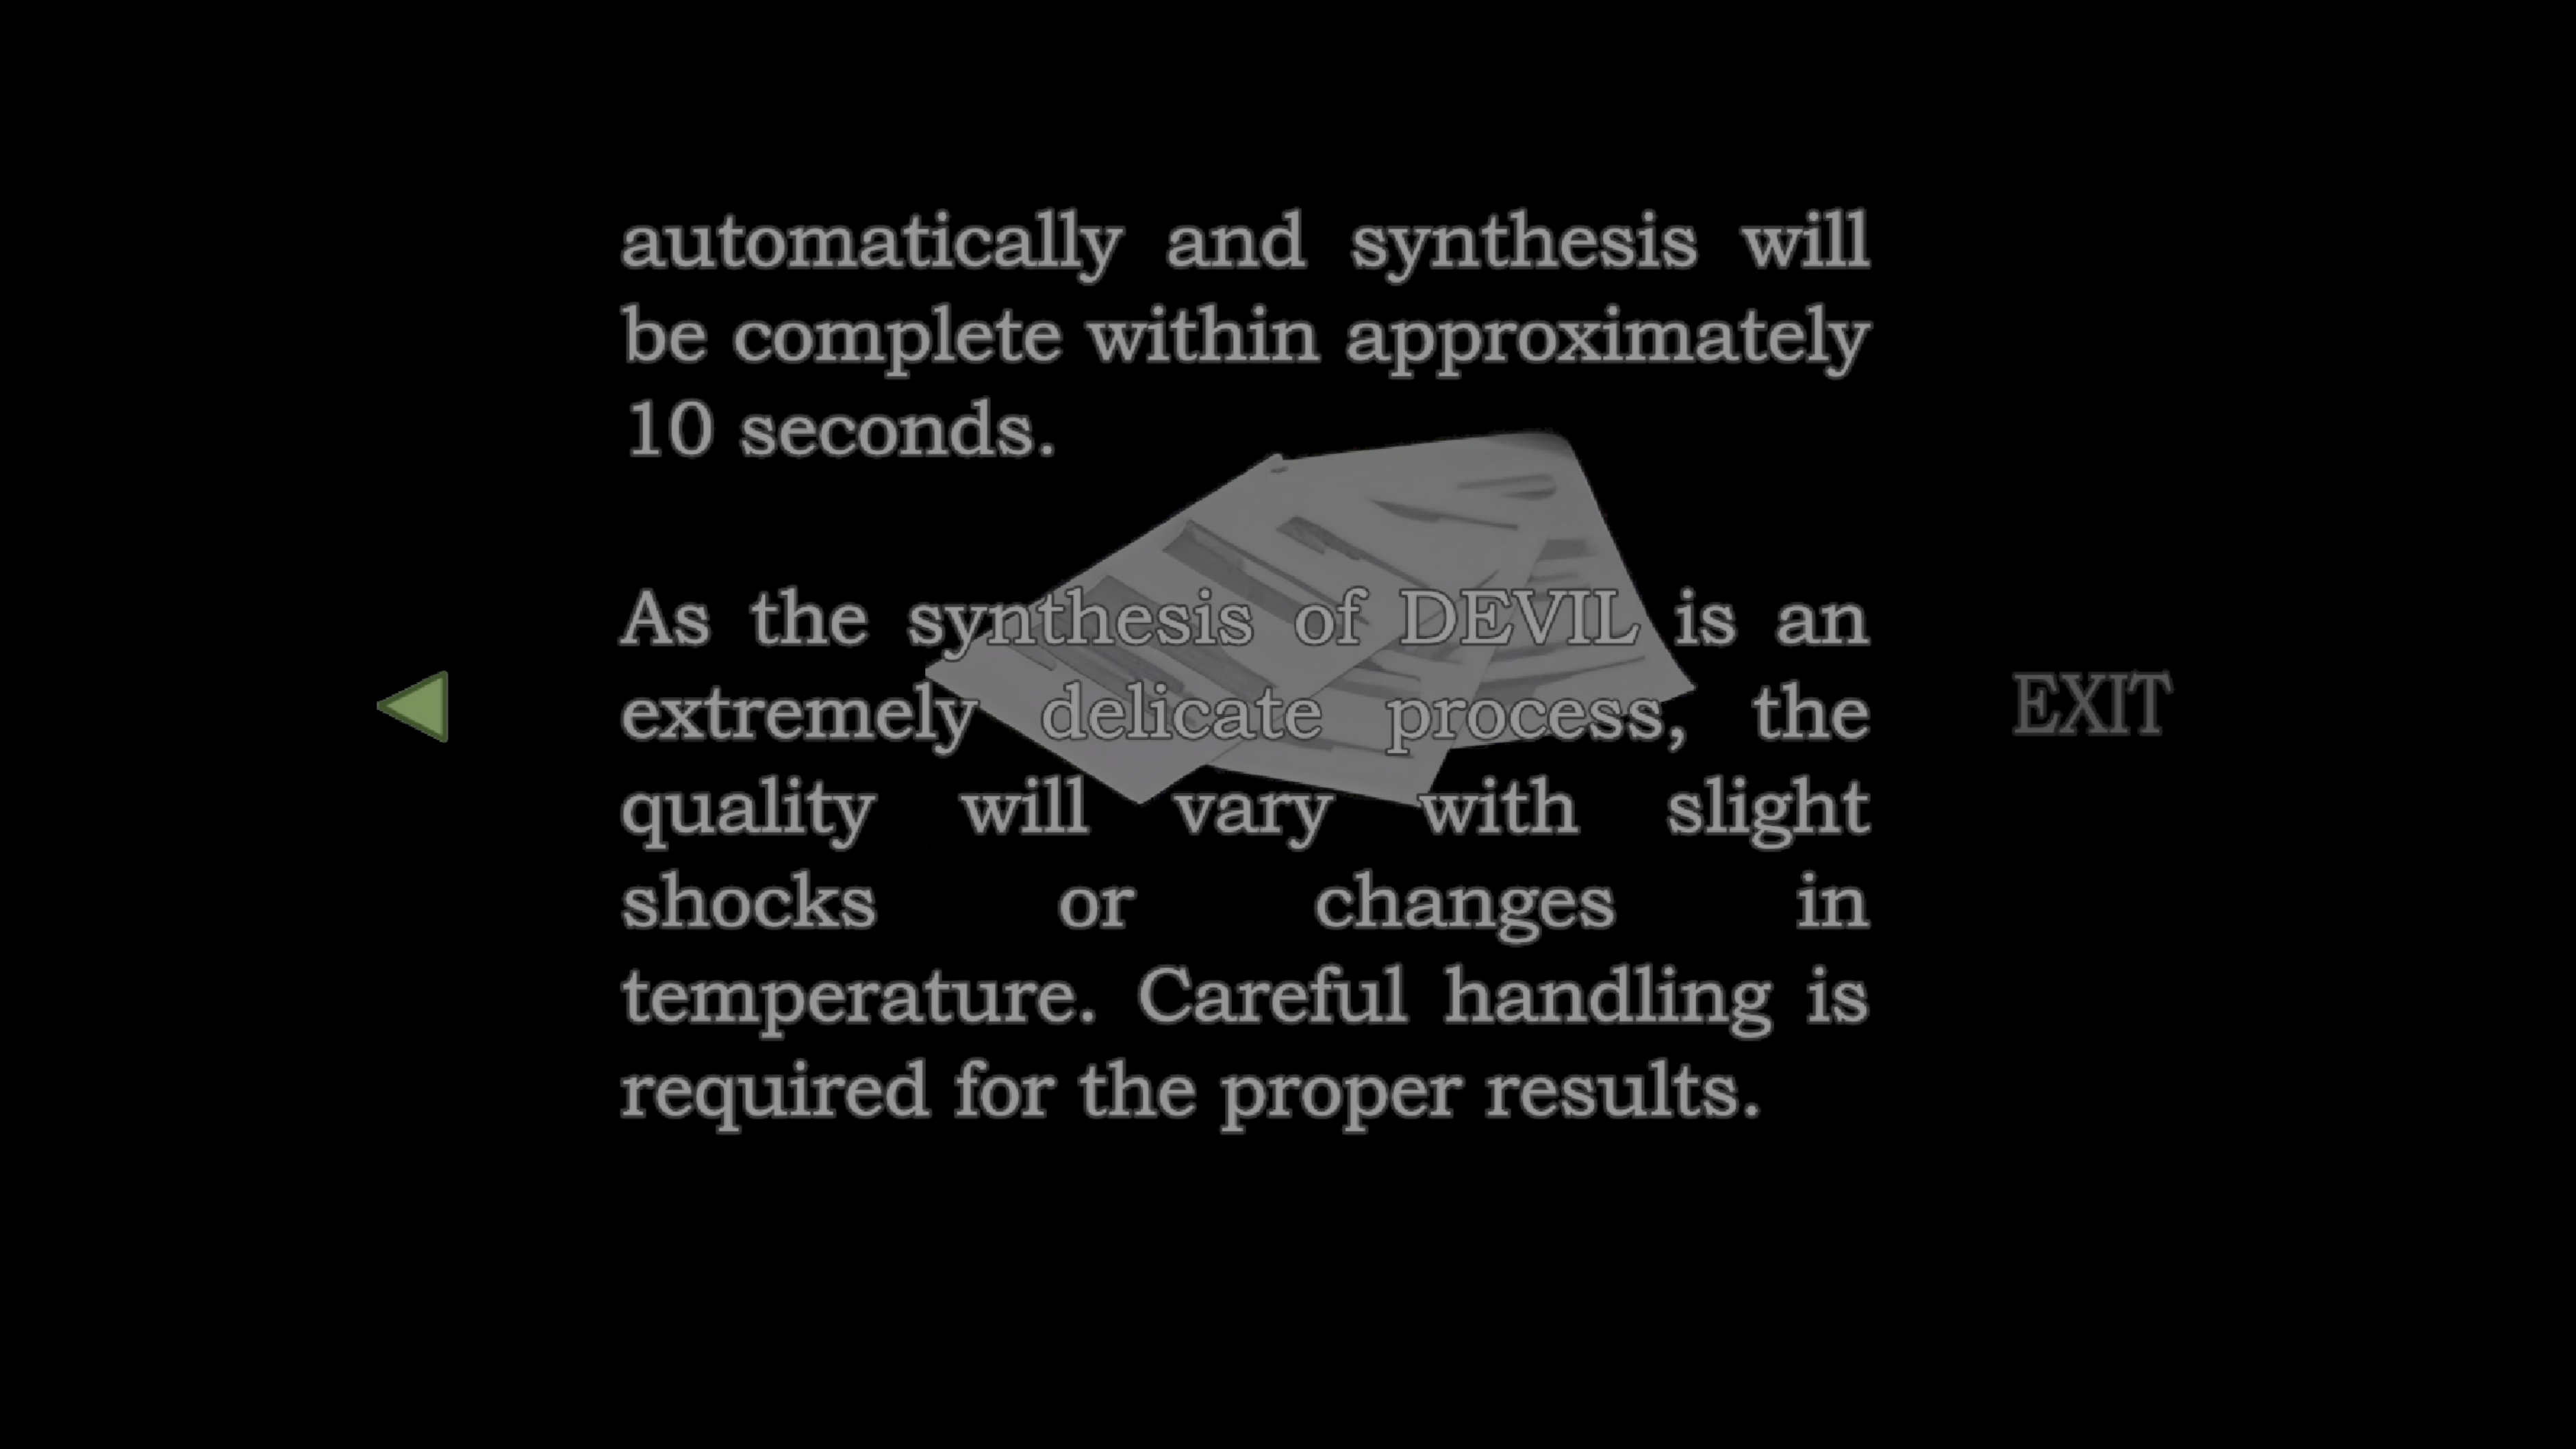 automatically and synthesis will
be complete within approximately
10 seconds.
As the synthesis of DEVIL is an
extremely delicate process, the
quality will vary with slight
shocks or changes in
temperature. Careful handling is
required for the proper results.
EXIT